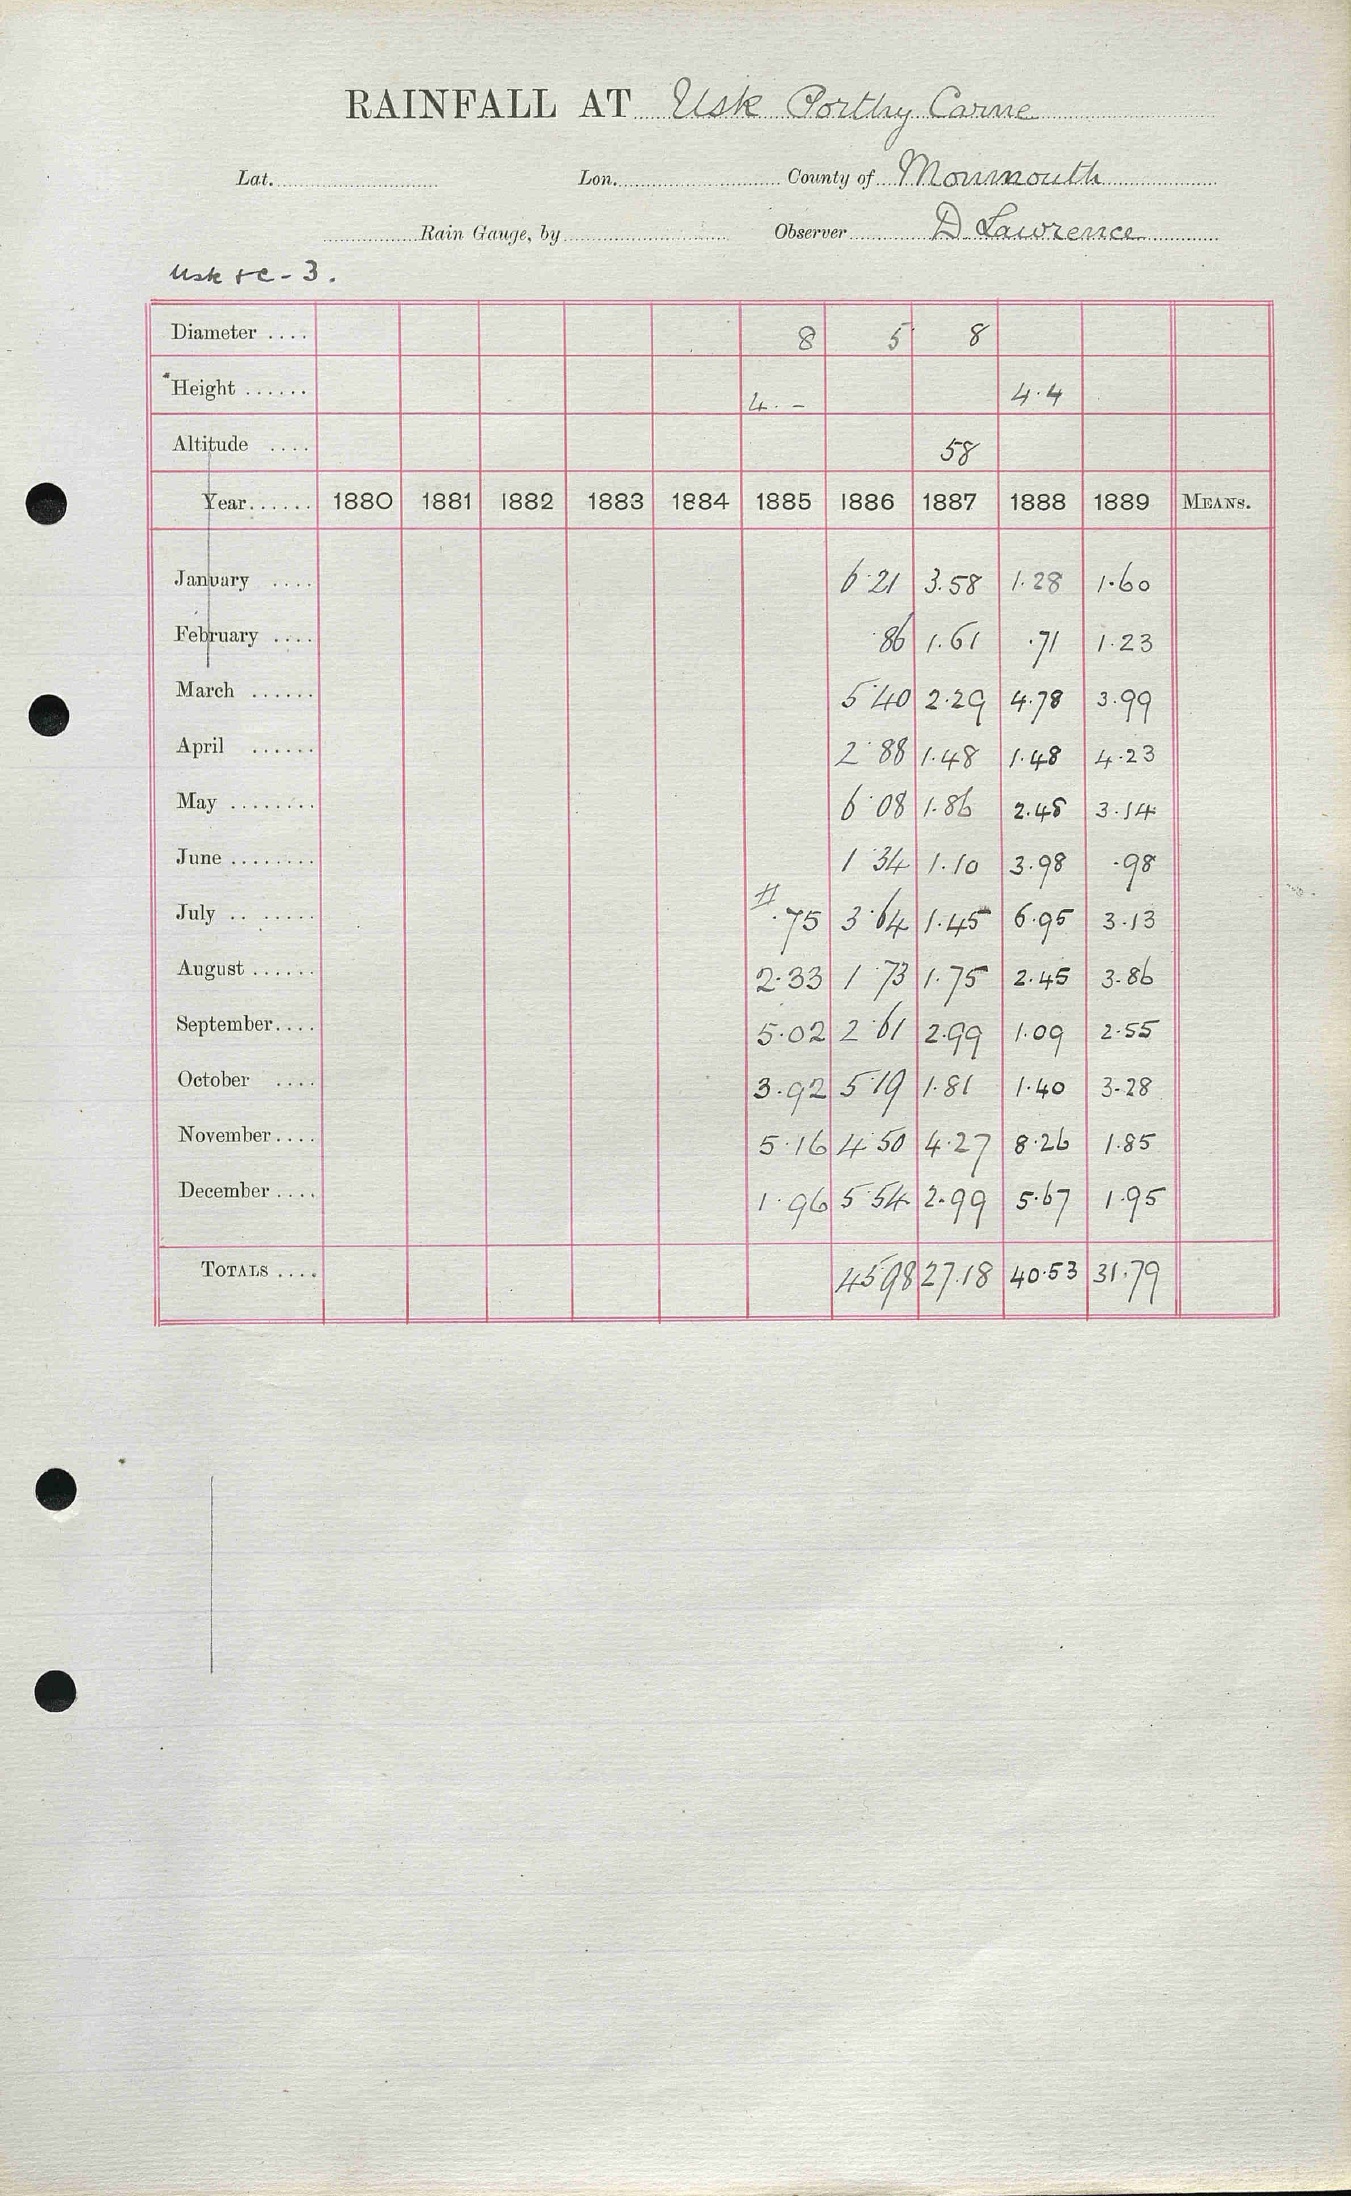 RAINFALL AT Usk Porthy Carne
Lat. Lon. County of Monmouth
Rain Gauge, by Observer D Lawrence
Usk &c - 3.
Diameter .... 8 5 8
Height ...... 4. - 4.4
Altitude .... 58
Year...... 1880 1881 1882 1883 1884 1885 1886 1887 1888 1889 MEANS.
January .... 6.21 3.58 1.28 1.60
February .... .86 1.61 .71 1.23
March ...... 5.40 2.29 4.78 3.99
April ...... 2.88 1.48 1.48 4.23
May ........ 6.08 1.86 2.48 3.14
June ........ 1 34 1.10 3.98 .98
July .. ...... # .75 3.64 1.45 6.95 3.13
August ...... 2.33 1.73 1.75 2.45 3.86
September.... 5.02 2.61 2.99 1.09 2.55
October .... 3.92 5.19 1.81 1.40 3.28
November.... 5.16 4.50 4.27 8.26 1.85
December .... 1.96 5.54 2.99 5.67 1.95
TOTALS .... 45.98 27.18 40.53 31.79